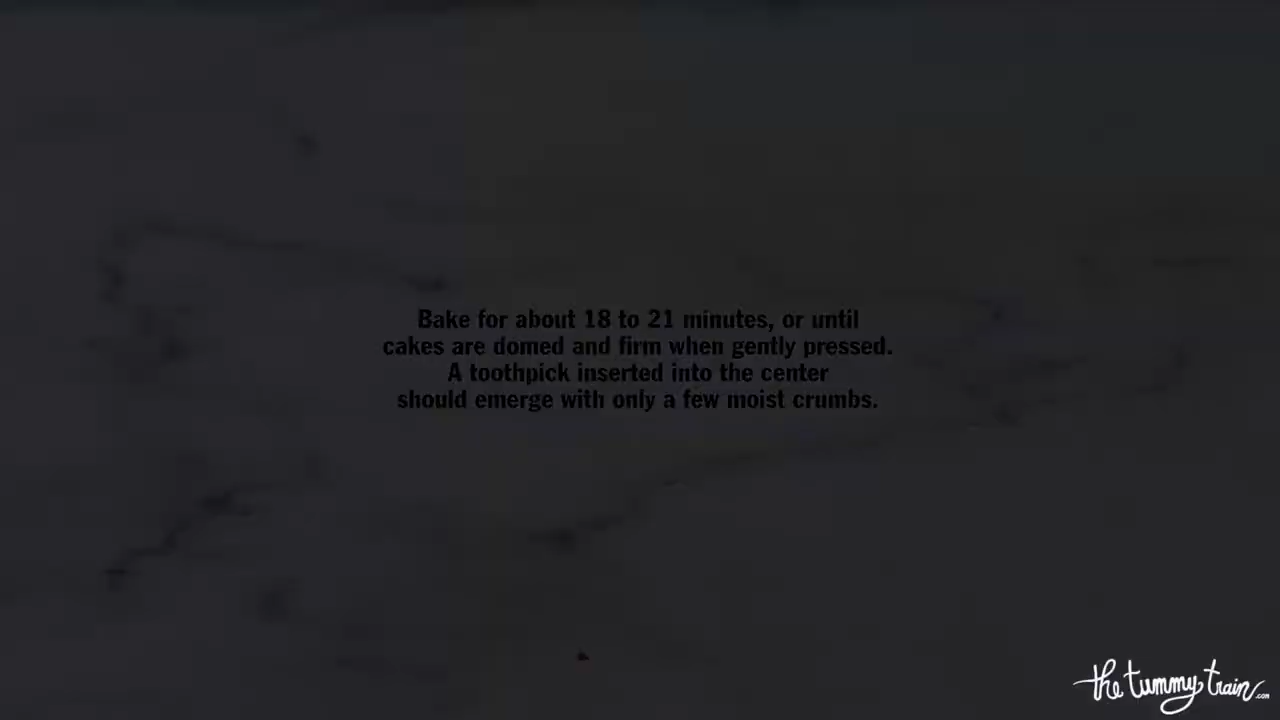 Bake for about 18 to 21 minutes, or until
cakes are domed and firm when gently pressed.
A toothpick inserted into the center
should emerge with only a few moist crumbs.
the tummy train.com